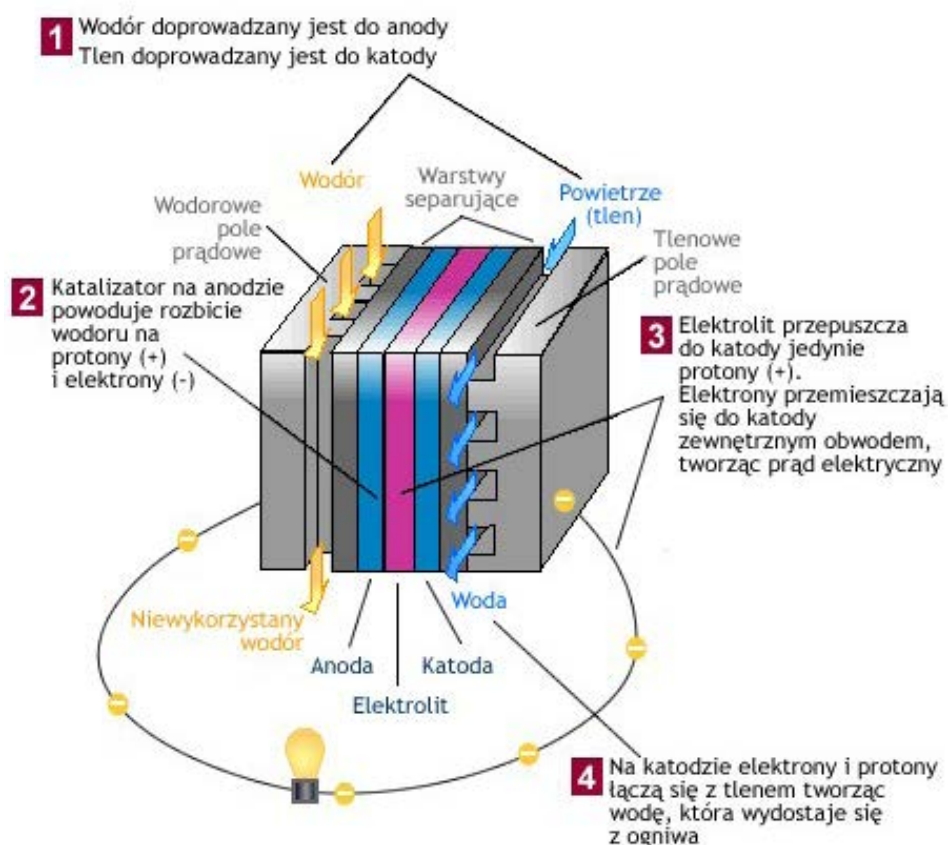 1 Wodór doprowadzany jest do anody
Tlen doprowadzany jest do katody
Wodór
Warstwy
separujące
Powietrze
(tlen)
Wodorowe
pole
prądowe
Tlenowe
pole
prądowe
2 Katalizator na anodzie
powoduje rozbicie
wodoru na
protony (+)
i elektrony (-)
3 Elektrolit przepuszcza
do katody jedynie
protony (+).
Elektrony przemieszczają
się do katody
zewnętrznym obwodem,
tworząc prąd elektryczny
Niewykorzystany
wodór
Woda
Anoda
Katoda
Elektrolit
4 Na katodzie elektrony i protony
łączą się z tlenem tworząc
wodę, która wydostaje się
z ogniwa